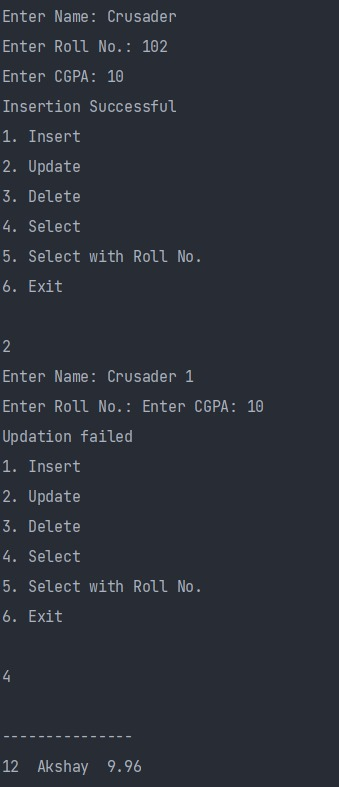 Enter Name: Crusader
Enter Roll No.: 102
Enter CGPA: 10
Insertion Successful
1. Insert
2. Update
3. Delete
4. Select
5. Select with Roll No.
6. Exit
2
Enter Name: Crusader 1
Enter Roll No.: Enter CGPA: 10
Updation failed
1. Insert
2. Update
3. Delete
4. Select
5. Select with Roll No.
6. Exit
4
---------------
12  Akshay  9.96